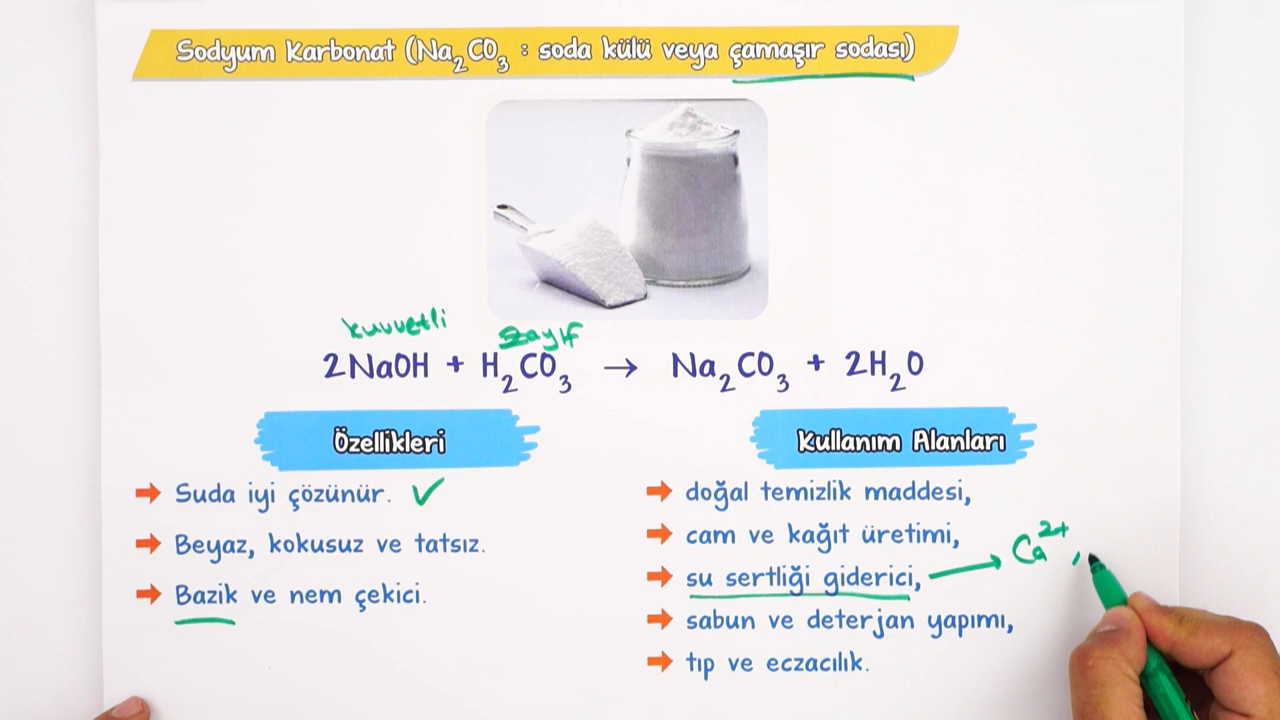 Sodyum Karbonat (Na₂CO₃ : soda külü veya çamaşır sodası)
kuvvetli zayıf
2NaOH + H₂CO₃ → Na₂CO₃ + 2H₂O
Özellikleri
Suda iyi çözünür. ✓
Beyaz, kokusuz ve tatsız.
Bazik ve nem çekici.
Kullanım Alanları
doğal temizlik maddesi,
cam ve kağıt üretimi,
su sertliği giderici, → Ca²⁺,
sabun ve deterjan yapımı,
tıp ve eczacılık.